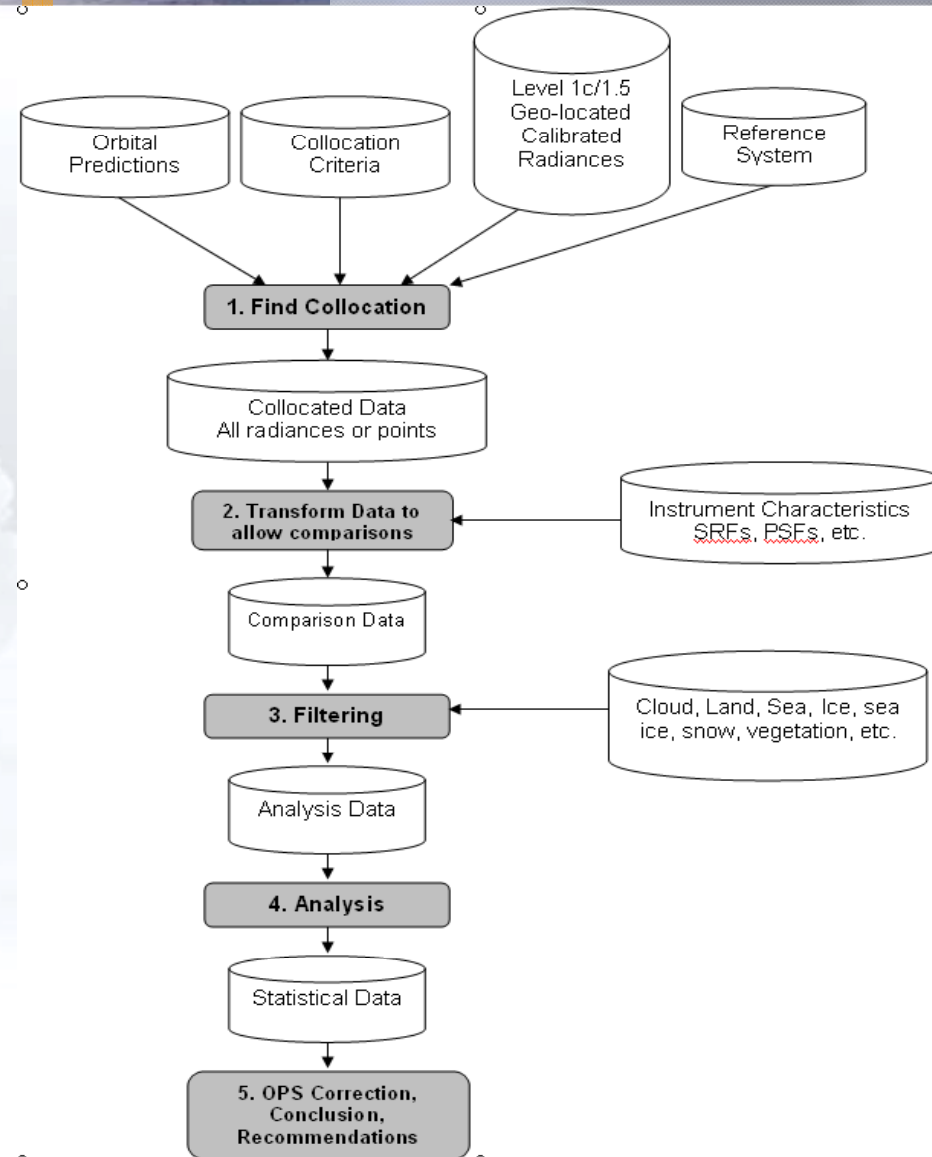 Orbital
Predictions
Collocation
Criteria
Level 1c/1.5
Geo-located
Calibrated
Radiances
Reference
System
1. Find Collocation
Collocated Data
All radiances or points
2. Transform Data to
allow comparisons
Instrument Characteristics
SRFs, PSFs, etc.
Comparison Data
3. Filtering
Cloud, Land, Sea, Ice, sea
ice, snow, vegetation, etc.
Analysis Data
4. Analysis
Statistical Data
5. OPS Correction,
Conclusion,
Recommendations